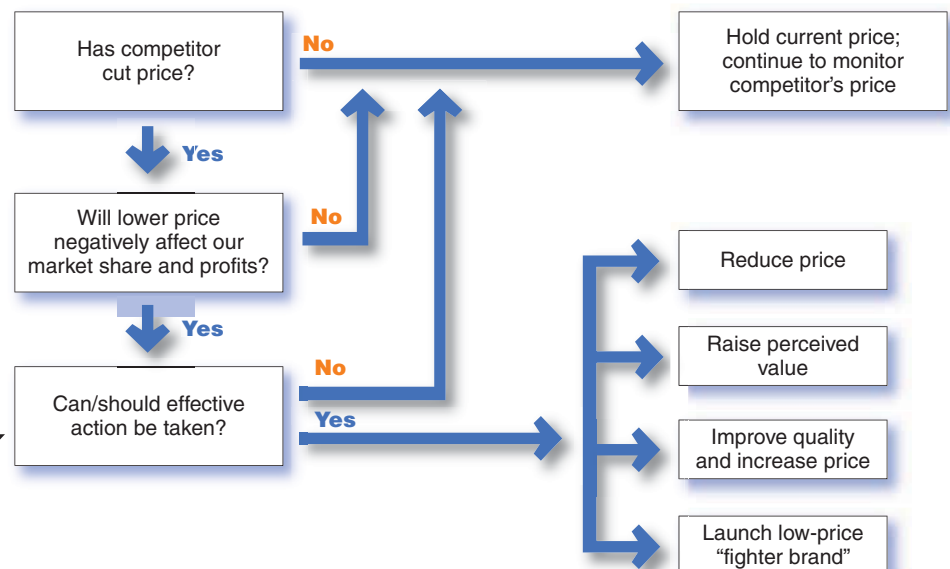 Has competitor
cut price?
No
Hold current price;
continue to monitor
competitor's price
Yes
Will lower price
negatively affect our
market share and profits?
No
Yes
Can/should effective
action be taken?
No
Yes
Reduce price
Raise perceived
value
Improve quality
and increase price
Launch low-price
“fighter brand”